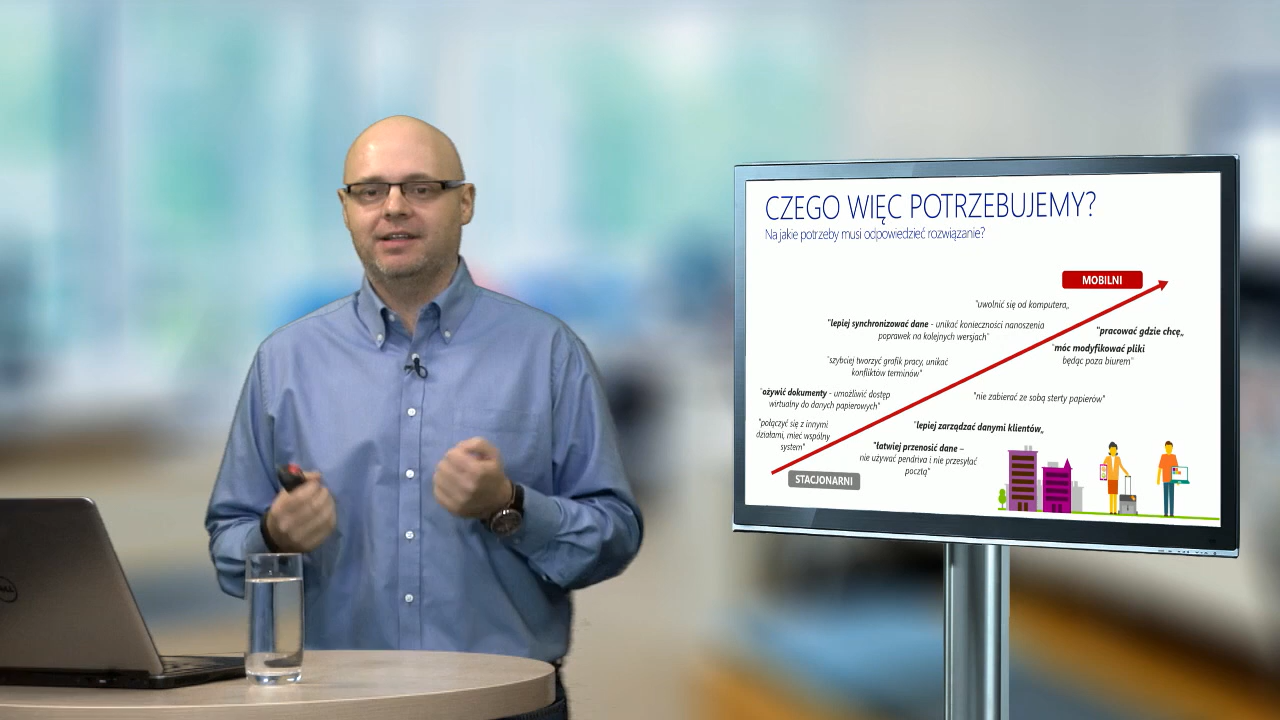 CZEGO WIĘC POTRZEBUJEMY?
Na jakie potrzeby musi odpowiedzieć rozwiązanie?
MOBILNI
"uwolnić się od komputera„
"lepiej synchronizować dane - unikać konieczności nanoszenia
poprawek na kolejnych wersjach"
"pracować gdzie chcę„
"móc modyfikować pliki
będąc poza biurem"
"szybciej tworzyć grafik pracy, unikać
konfliktów terminów"
"ożywić dokumenty - umożliwić dostęp
wirtualny do danych papierowych"
"nie zabierać ze sobą sterty papierów"
"połączyć się z innymi
działami, mieć wspólny
system"
"lepiej zarządzać danymi klientów„
"łatwiej przenosić dane –
nie używać pendriva i nie przesyłać
pocztą"
STACJONARNI
DELL